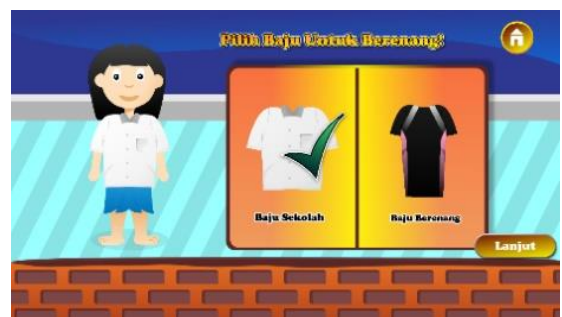 Pilih Baju Untuk Berenang!
Baju Sekolah
Baju Berenang
Lanjut